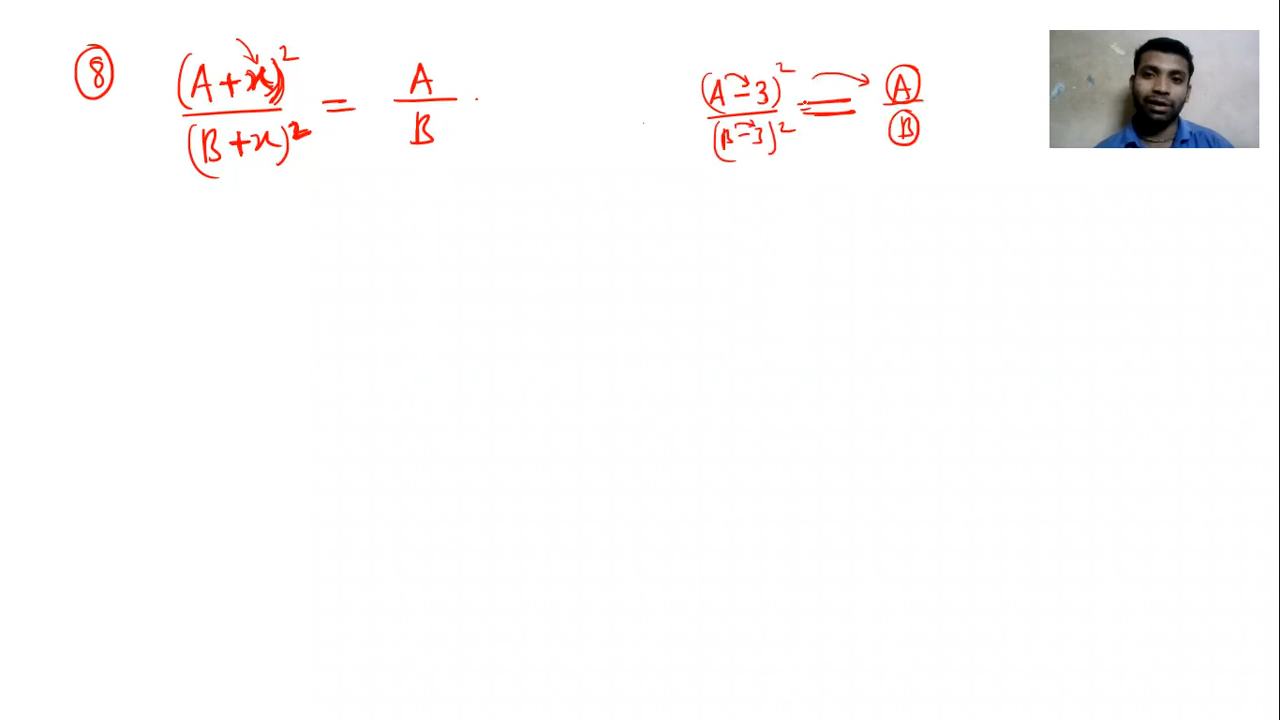 ⑧ (A+x)² / (B+x)² = A / B
(A-3)² / (B-3)² = A / B